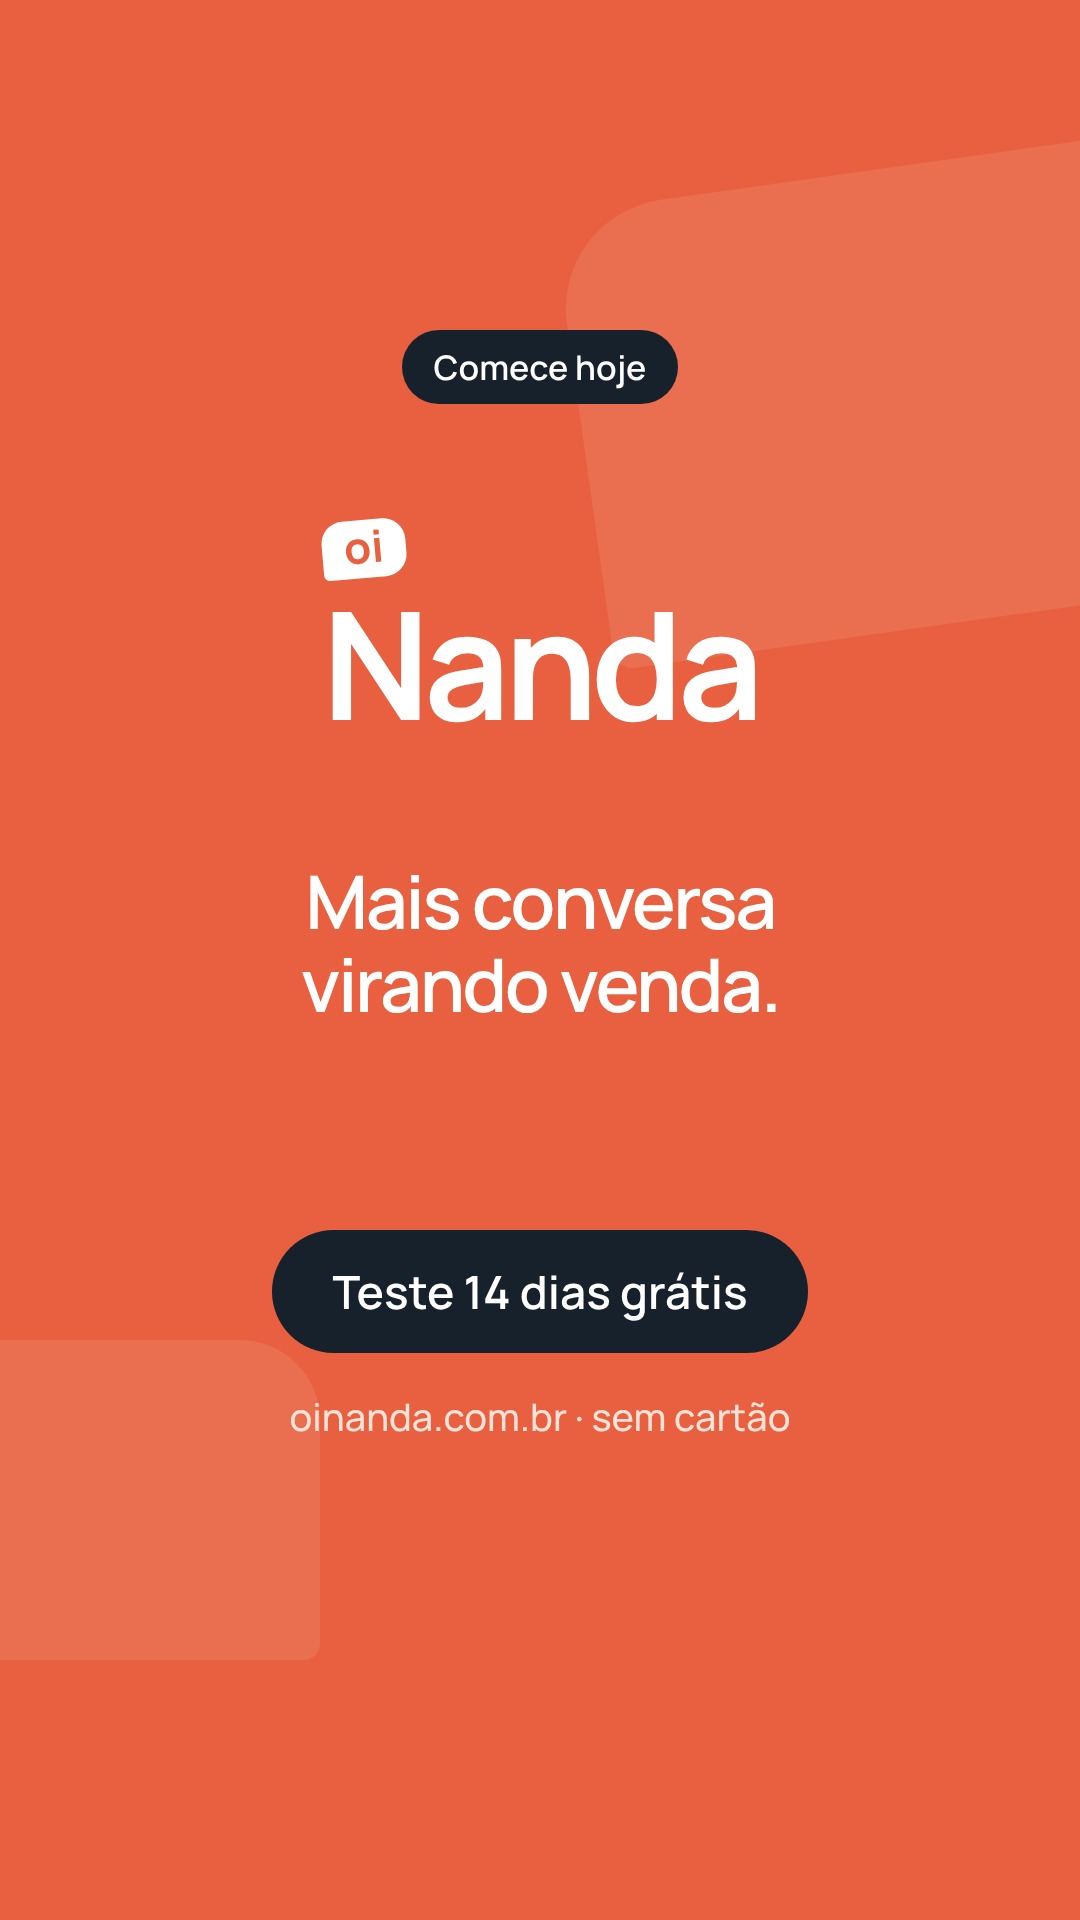 Comece hoje
oi
Nanda
Mais conversa
virando venda.
Teste 14 dias grátis
oinanda.com.br · sem cartão